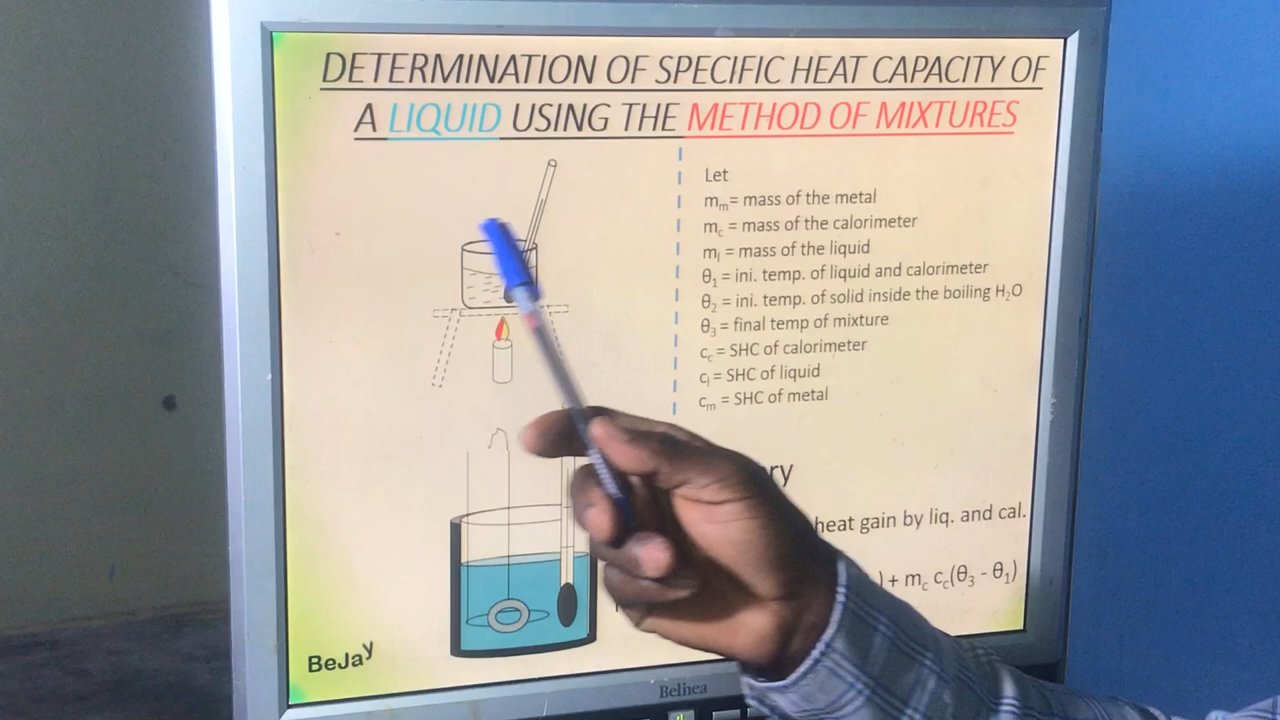 DETERMINATION OF SPECIFIC HEAT CAPACITY OF
A LIQUID USING THE METHOD OF MIXTURES
Let
mm= mass of the metal
mc = mass of the calorimeter
ml = mass of the liquid
θ1 = ini. temp. of liquid and calorimeter
θ2 = ini. temp. of solid inside the boiling H2O
θ3 = final temp of mixture
cc = SHC of calorimeter
cl = SHC of liquid
cm = SHC of metal
heat gain by liq. and cal.
) + mc cc(θ3 - θ1)
BeJay
Belinea